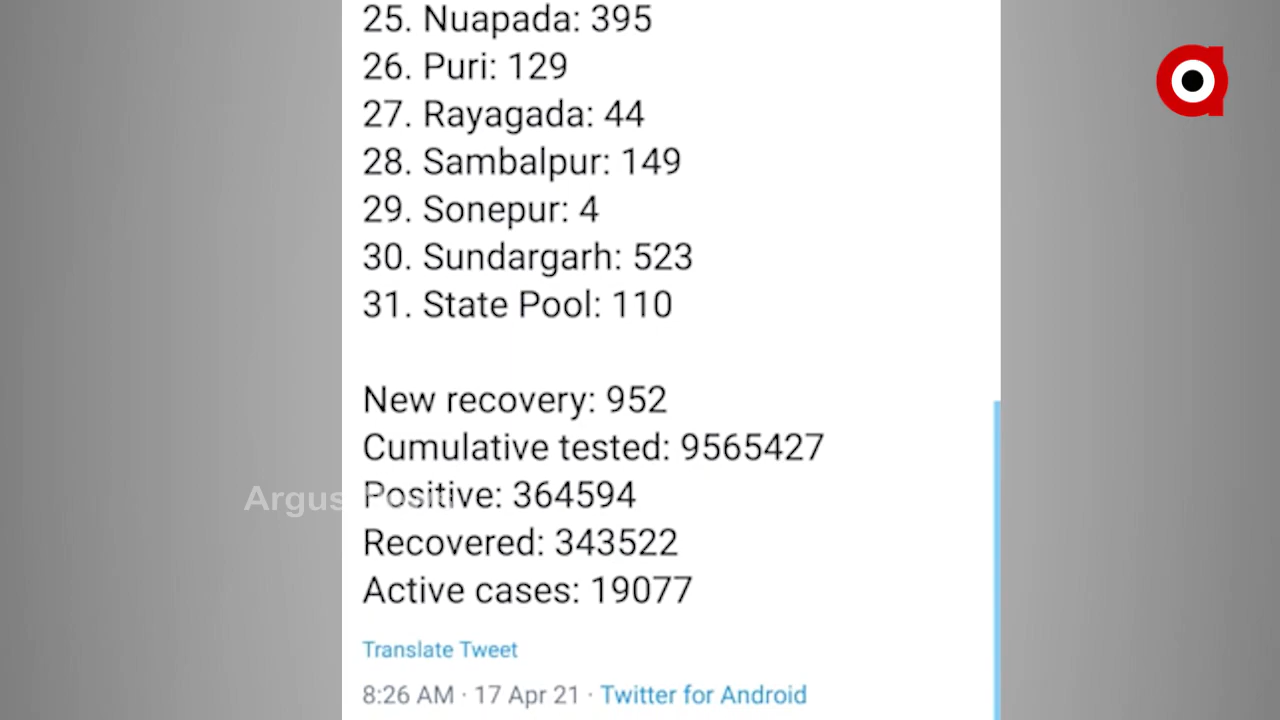 25. Nuapada: 395
26. Puri: 129
27. Rayagada: 44
28. Sambalpur: 149
29. Sonepur: 4
30. Sundargarh: 523
31. State Pool: 110
New recovery: 952
Cumulative tested: 9565427
Argus
Positive: 364594
Recovered: 343522
Active cases: 19077
Translate Tweet
8:26 AM · 17 Apr 21 · Twitter for Android